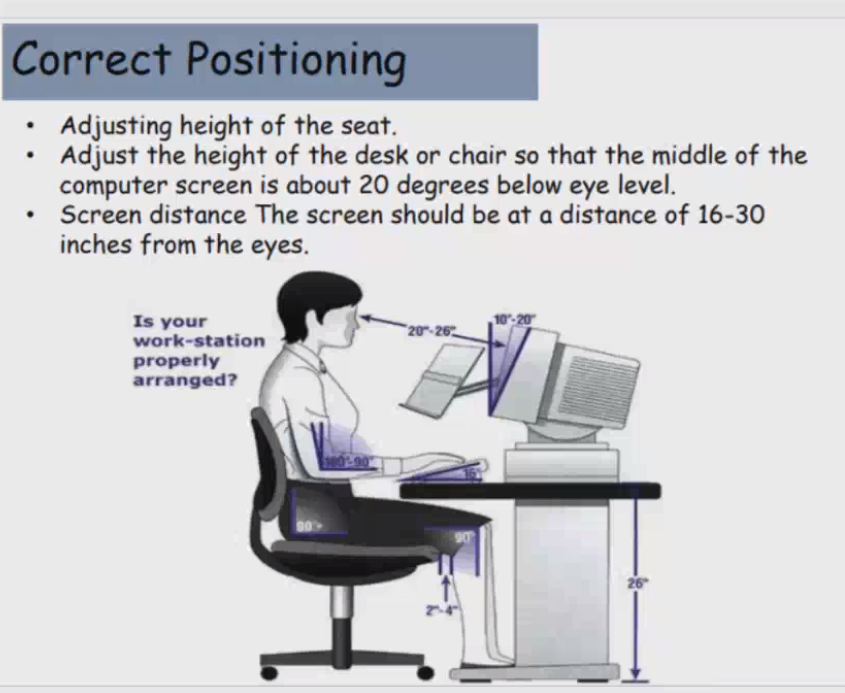 Correct Positioning
• Adjusting height of the seat.
• Adjust the height of the desk or chair so that the middle of the
computer screen is about 20 degrees below eye level.
• Screen distance The screen should be at a distance of 16-30
inches from the eyes.
Is your
work-station
properly
arranged?
20"-26"
10°-20°
100°-90°
15°
90°+
90°
2"-4"
26"